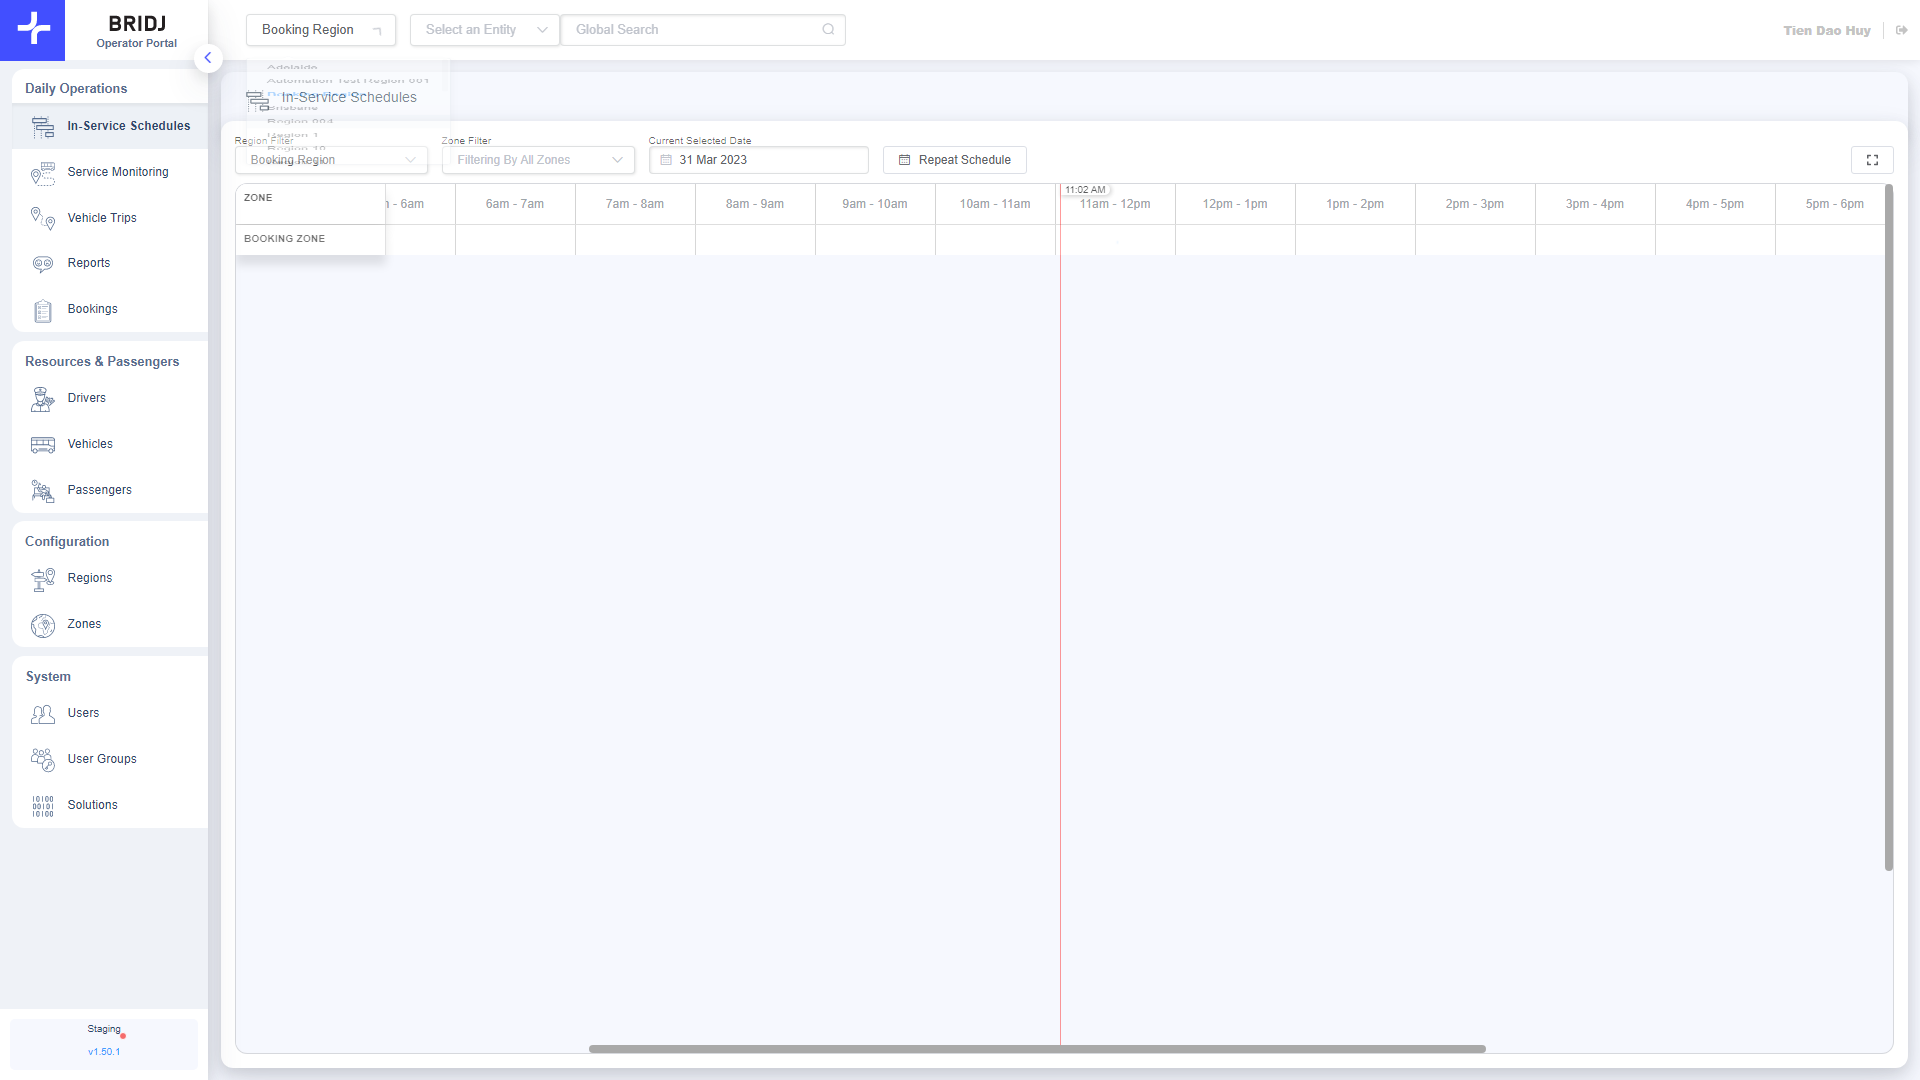 BRIDJ
Operator Portal
Booking Region
Select an Entity
Global Search
Tien Dao Huy
Daily Operations
In-Service Schedules
Service Monitoring
Vehicle Trips
Reports
Bookings
Resources & Passengers
Drivers
Vehicles
Passengers
Configuration
Regions
Zones
System
Users
User Groups
Solutions
Staging
v1.50.1
Adelaide
Automation Test Region 001
In-Service Schedules
Brisbane
Region 004
Region 1
Region 10
Region Filter
Booking Region
Zone Filter
Filtering By All Zones
Current Selected Date
31 Mar 2023
Repeat Schedule
11:02 AM
ZONE
- 6am
6am - 7am
7am - 8am
8am - 9am
9am - 10am
10am - 11am
11am - 12pm
12pm - 1pm
1pm - 2pm
2pm - 3pm
3pm - 4pm
4pm - 5pm
5pm - 6pm
BOOKING ZONE